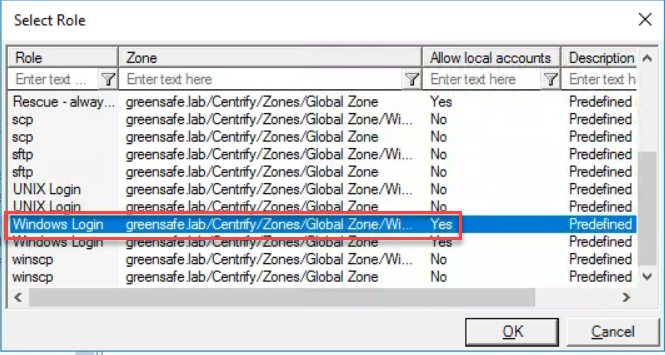 Select Role
Role Zone Allow local accounts Description
Enter text ... Enter text here Enter text here Enter text h
Rescue - alway... greensafe.lab/Centrify/Zones/Global Zone Yes Predefined
scp greensafe.lab/Centrify/Zones/Global Zone/Wi... No Predefined
scp greensafe.lab/Centrify/Zones/Global Zone No Predefined
sftp greensafe.lab/Centrify/Zones/Global Zone/Wi... No Predefined
sftp greensafe.lab/Centrify/Zones/Global Zone No Predefined
UNIX Login greensafe.lab/Centrify/Zones/Global Zone/Wi... No Predefined
UNIX Login greensafe.lab/Centrify/Zones/Global Zone No Predefined
Windows Login greensafe.lab/Centrify/Zones/Global Zone/Wi... Yes Predefined
Windows Login greensafe.lab/Centrify/Zones/Global Zone Yes Predefined
winscp greensafe.lab/Centrify/Zones/Global Zone/Wi... No Predefined
winscp greensafe.lab/Centrify/Zones/Global Zone No Predefined
OK Cancel